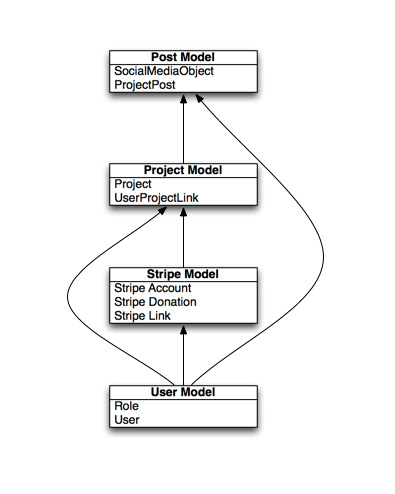 Post Model
SocialMediaObject
ProjectPost
Project Model
Project
UserProjectLink
Stripe Model
Stripe Account
Stripe Donation
Stripe Link
User Model
Role
User